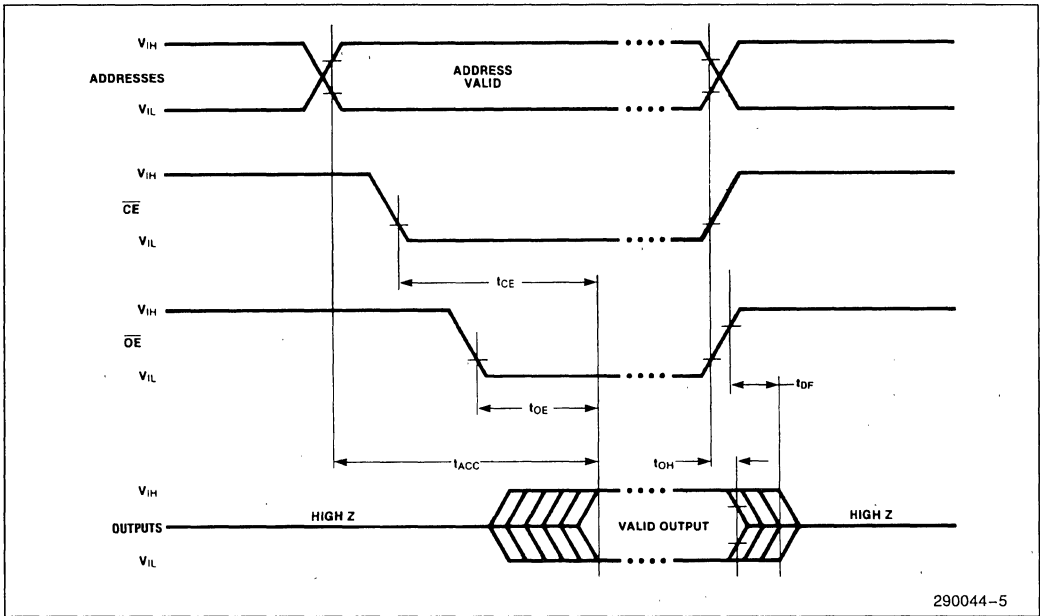 VIH
ADDRESSES
ADDRESS
VALID
VIL
VIH
CE
VIL
tCE
VIH
OE
VIL
tDF
tOE
tACC
tOH
VIH
OUTPUTS
HIGH Z
VALID OUTPUT
HIGH Z
VIL
290044-5